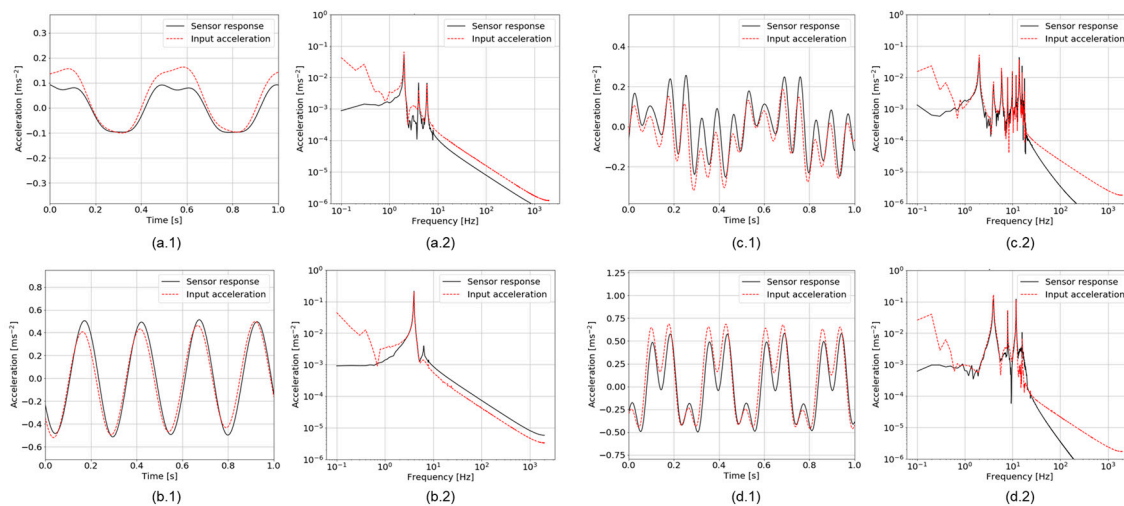 Sensor response
Input acceleration
Acceleration [ms⁻²]
0.3
0.2
0.1
0.0
−0.1
−0.2
−0.3
0.0 0.2 0.4 0.6 0.8 1.0
Time [s]
(a.1)
Sensor response
Input acceleration
Acceleration [ms⁻²]
10⁰
10⁻¹
10⁻²
10⁻³
10⁻⁴
10⁻⁵
10⁻⁶
10⁻¹ 10⁰ 10¹ 10² 10³
Frequency [Hz]
(a.2)
Sensor response
Input acceleration
Acceleration [ms⁻²]
0.4
0.2
0.0
−0.2
0.0 0.2 0.4 0.6 0.8 1.0
Time [s]
(c.1)
Sensor response
Input acceleration
Acceleration [ms⁻²]
10⁰
10⁻¹
10⁻²
10⁻³
10⁻⁴
10⁻⁵
10⁻⁶
10⁻¹ 10⁰ 10¹ 10² 10³
Frequency [Hz]
(c.2)
Sensor response
Input acceleration
Acceleration [ms⁻²]
0.8
0.6
0.4
0.2
0.0
−0.2
−0.4
−0.6
0.0 0.2 0.4 0.6 0.8 1.0
Time [s]
(b.1)
Sensor response
Input acceleration
Acceleration [ms⁻²]
10⁰
10⁻¹
10⁻²
10⁻³
10⁻⁴
10⁻⁵
10⁻⁶
10⁻¹ 10⁰ 10¹ 10² 10³
Frequency [Hz]
(b.2)
Sensor response
Input acceleration
Acceleration [ms⁻²]
1.25
1.00
0.75
0.50
0.25
0.00
−0.25
−0.50
−0.75
0.0 0.2 0.4 0.6 0.8 1.0
Time [s]
(d.1)
Sensor response
Input acceleration
Acceleration [ms⁻²]
10⁰
10⁻¹
10⁻²
10⁻³
10⁻⁴
10⁻⁵
10⁻⁶
10⁻¹ 10⁰ 10¹ 10² 10³
Frequency [Hz]
(d.2)